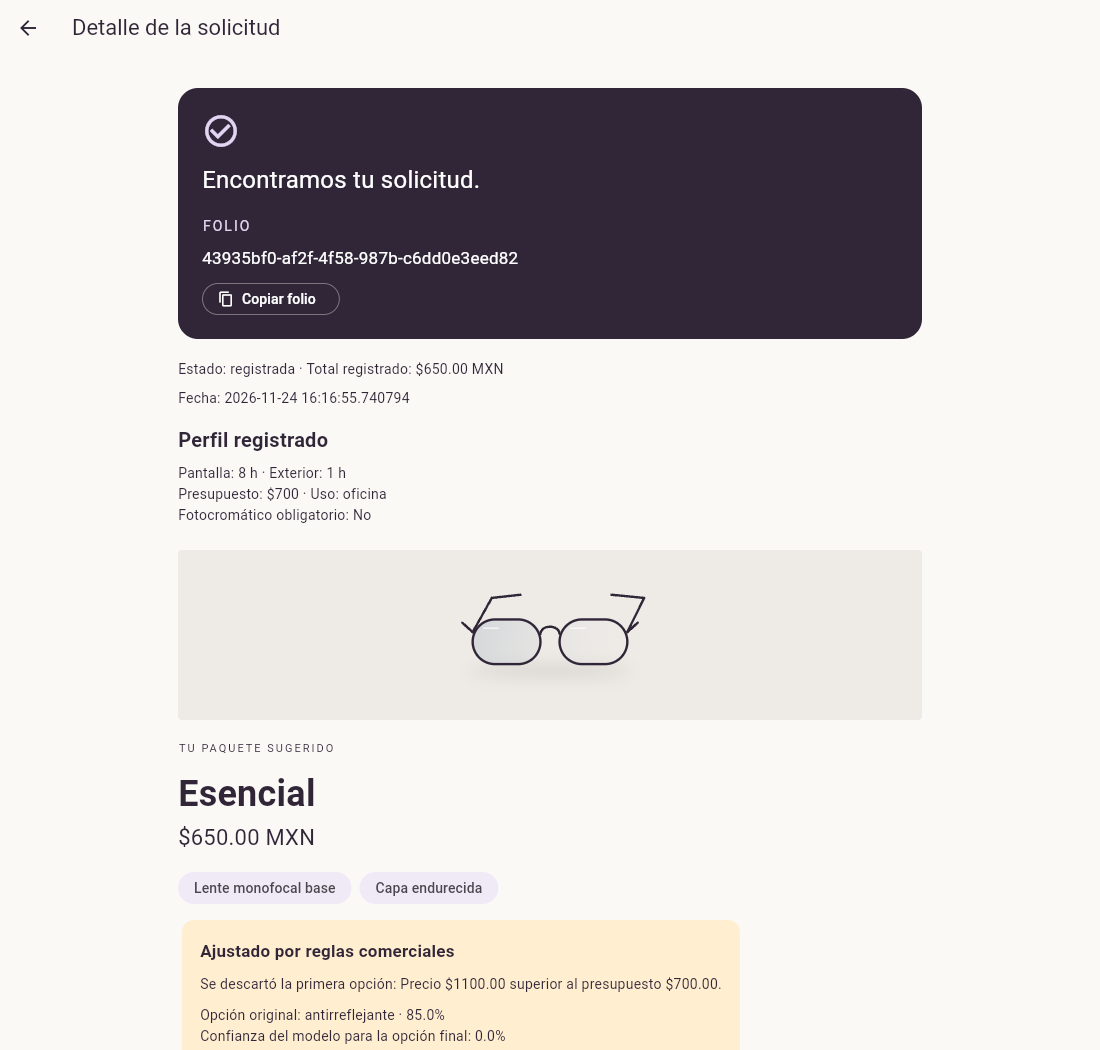 Detalle de la solicitud
Encontramos tu solicitud.
FOLIO
43935bf0-af2f-4f58-987b-c6dd0e3eed82
Copiar folio
Estado: registrada · Total registrado: $650.00 MXN
Fecha: 2026-11-24 16:16:55.740794
Perfil registrado
Pantalla: 8 h · Exterior: 1 h
Presupuesto: $700 · Uso: oficina
Fotocromático obligatorio: No
TU PAQUETE SUGERIDO
Esencial
$650.00 MXN
Lente monofocal base
Capa endurecida
Ajustado por reglas comerciales
Se descartó la primera opción: Precio $1100.00 superior al presupuesto $700.00.
Opción original: antirreflejante · 85.0%
Confianza del modelo para la opción final: 0.0%